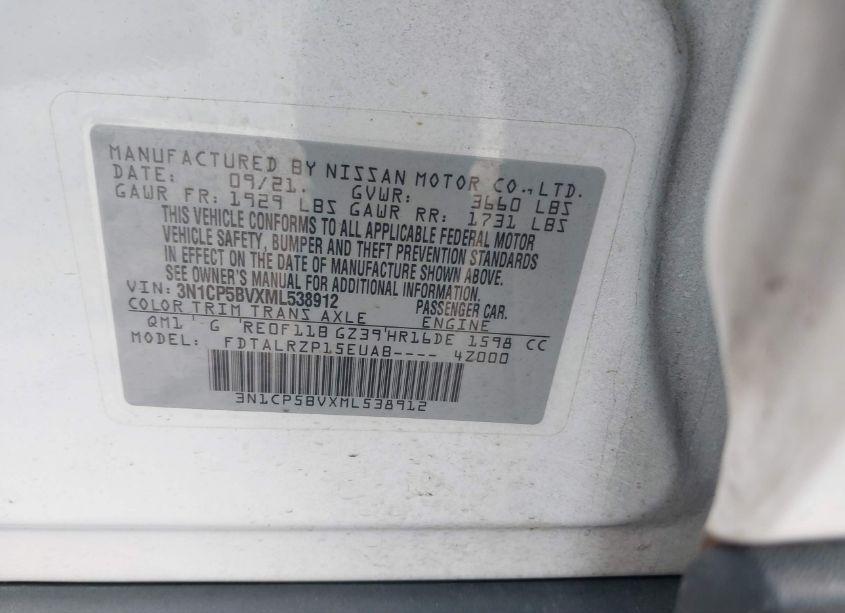 MANUFACTURED BY NISSAN MOTOR CO., LTD.
DATE: 09/21. GVWR: 3660 LBS
GAWR FR: 1929 LBS GAWR RR: 1731 LBS
THIS VEHICLE CONFORMS TO ALL APPLICABLE FEDERAL MOTOR
VEHICLE SAFETY, BUMPER AND THEFT PREVENTION STANDARDS
IN EFFECT ON THE DATE OF MANUFACTURE SHOWN ABOVE.
SEE OWNER'S MANUAL FOR ADDITIONAL INFORMATION.
VIN: 3N1CP5BVXML538912 PASSENGER CAR.
COLOR TRIM TRANS AXLE ENGINE
QM1 G RE0F11B GZ39 HR16DE 1598 CC
MODEL: FDTALRZP15EUAB---- 4Z000
3N1CP5BVXML538912